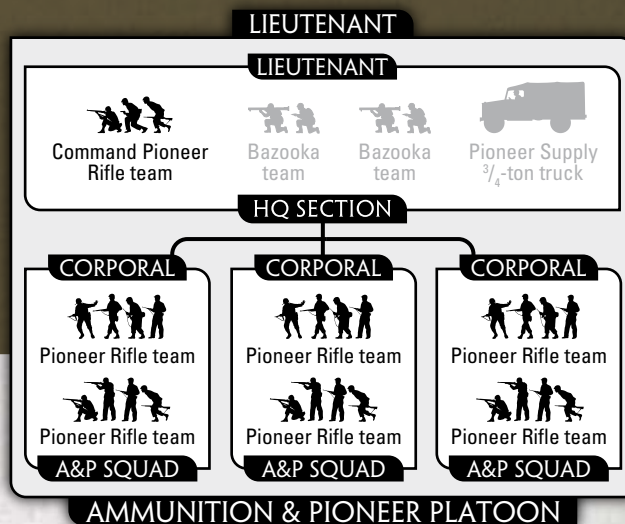 LIEUTENANT
LIEUTENANT
Command Pioneer
Rifle team
Bazooka
team
Bazooka
team
Pioneer Supply
3/4-ton truck
HQ SECTION
CORPORAL
Pioneer Rifle team
Pioneer Rifle team
A&P SQUAD
CORPORAL
Pioneer Rifle team
Pioneer Rifle team
A&P SQUAD
CORPORAL
Pioneer Rifle team
Pioneer Rifle team
A&P SQUAD
AMMUNITION & PIONEER PLATOON